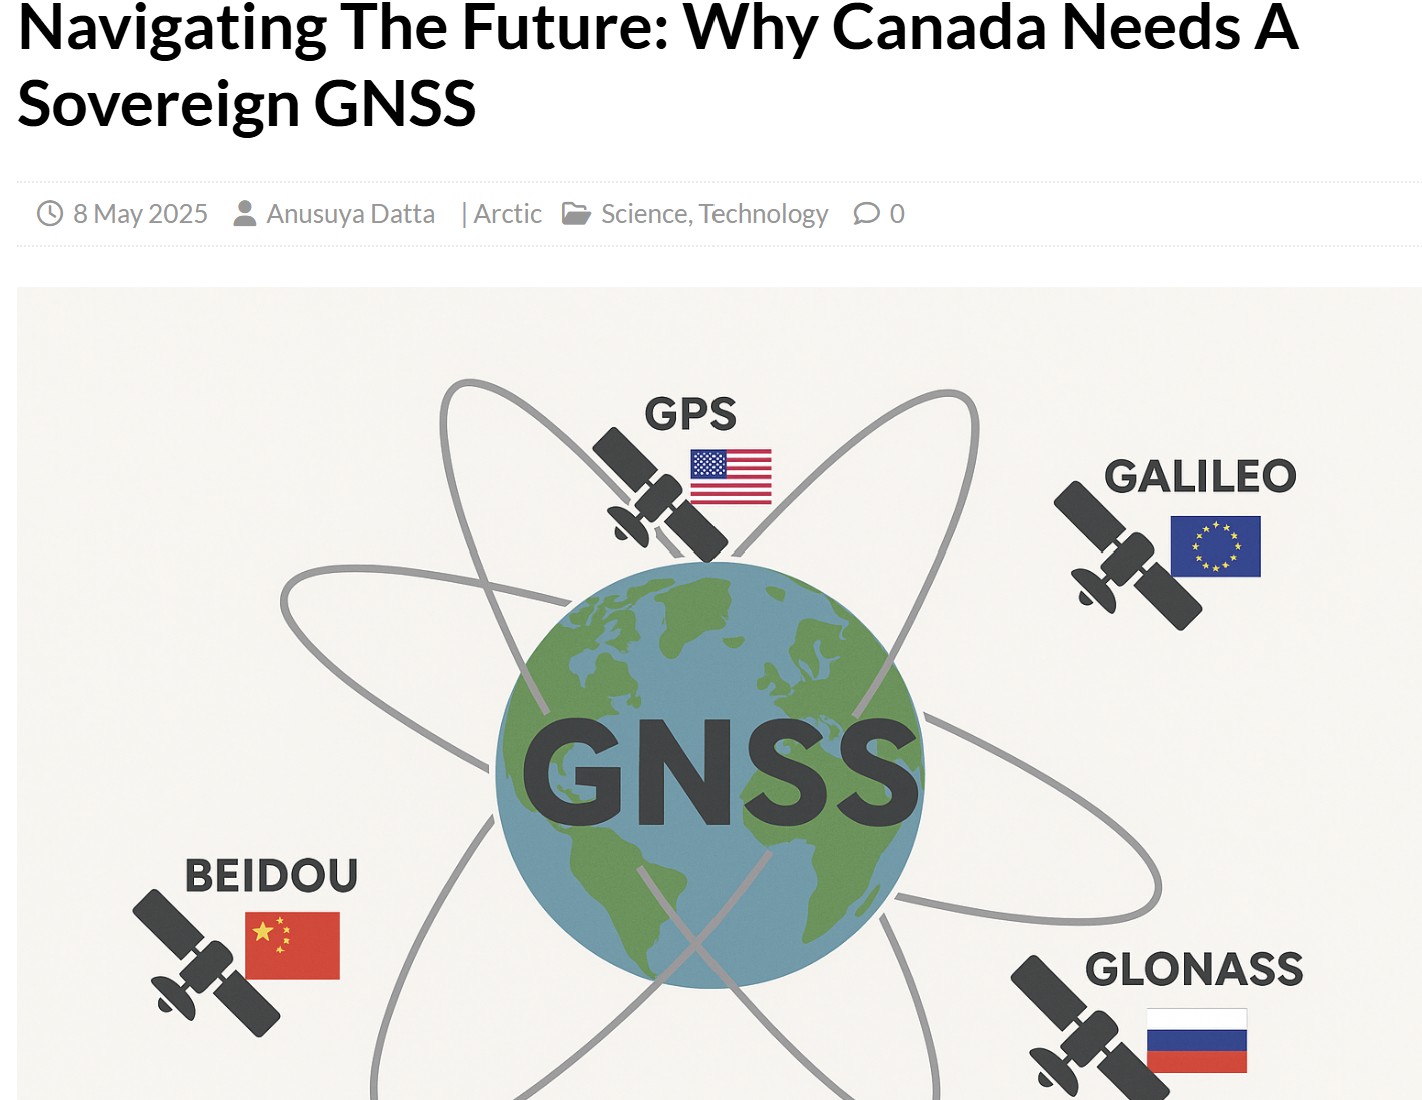 Navigating The Future: Why Canada Needs A
Sovereign GNSS
8 May 2025 Anusuya Datta | Arctic Science, Technology 0
GPS
GALILEO
GNSS
BEIDOU
GLONASS